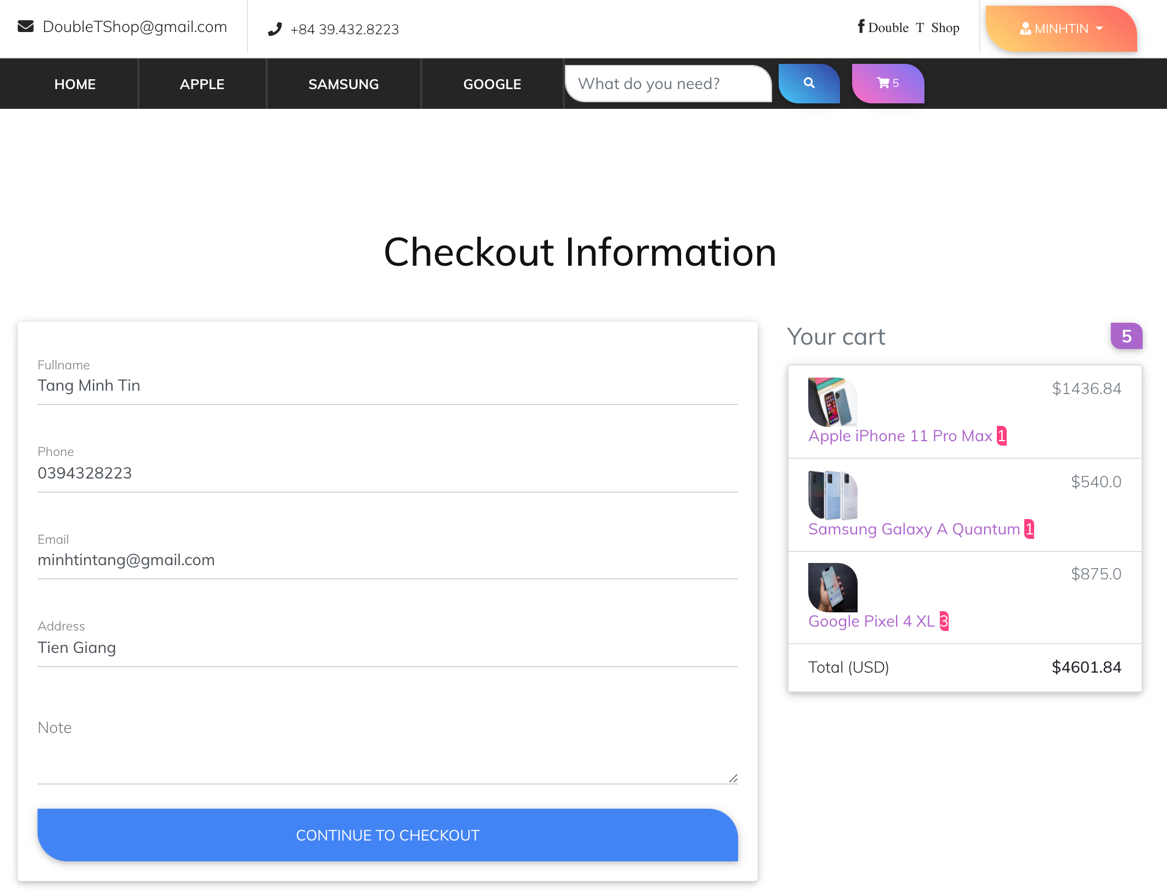 DoubleTShop@gmail.com
+84 39.432.8223
Double T Shop
MINHTIN
HOME
APPLE
SAMSUNG
GOOGLE
What do you need?
5
Checkout Information
Fullname
Tang Minh Tin
Phone
0394328223
Email
minhtintang@gmail.com
Address
Tien Giang
Note
CONTINUE TO CHECKOUT
Your cart
5
$1436.84
Apple iPhone 11 Pro Max 1
$540.0
Samsung Galaxy A Quantum 1
$875.0
Google Pixel 4 XL 3
Total (USD)
$4601.84